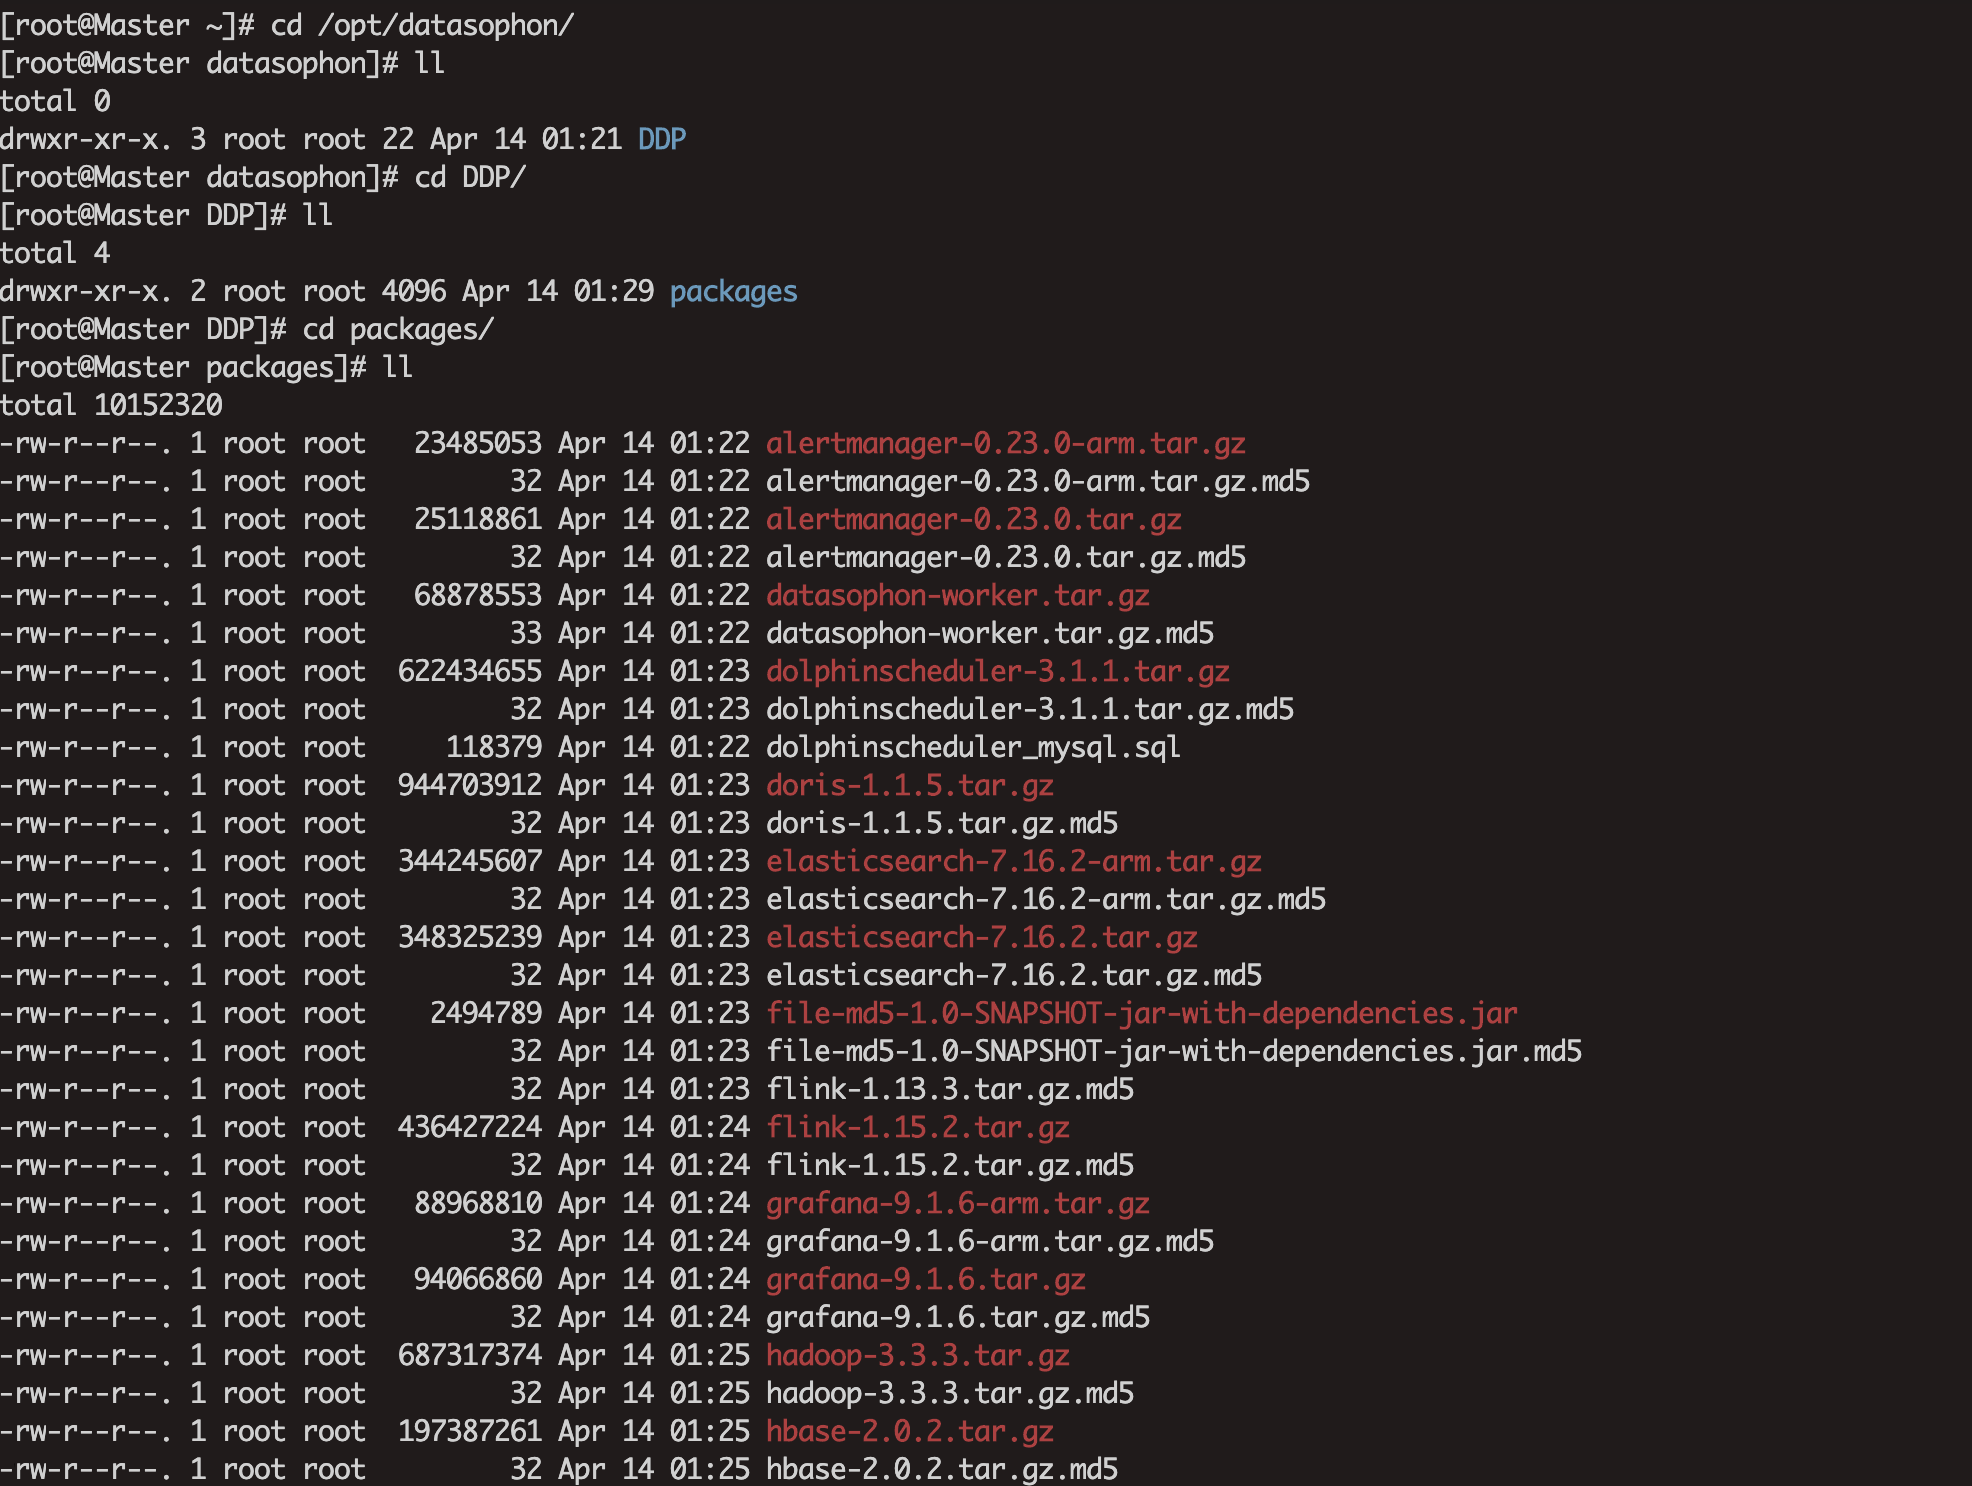 [root@Master ~]# cd /opt/datasophon/
[root@Master datasophon]# ll
total 0
drwxr-xr-x. 3 root root 22 Apr 14 01:21 DDP
[root@Master datasophon]# cd DDP/
[root@Master DDP]# ll
total 4
drwxr-xr-x. 2 root root 4096 Apr 14 01:29 packages
[root@Master DDP]# cd packages/
[root@Master packages]# ll
total 10152320
-rw-r--r--. 1 root root   23485053 Apr 14 01:22 alertmanager-0.23.0-arm.tar.gz
-rw-r--r--. 1 root root         32 Apr 14 01:22 alertmanager-0.23.0-arm.tar.gz.md5
-rw-r--r--. 1 root root   25118861 Apr 14 01:22 alertmanager-0.23.0.tar.gz
-rw-r--r--. 1 root root         32 Apr 14 01:22 alertmanager-0.23.0.tar.gz.md5
-rw-r--r--. 1 root root   68878553 Apr 14 01:22 datasophon-worker.tar.gz
-rw-r--r--. 1 root root         33 Apr 14 01:22 datasophon-worker.tar.gz.md5
-rw-r--r--. 1 root root  622434655 Apr 14 01:23 dolphinscheduler-3.1.1.tar.gz
-rw-r--r--. 1 root root         32 Apr 14 01:23 dolphinscheduler-3.1.1.tar.gz.md5
-rw-r--r--. 1 root root     118379 Apr 14 01:22 dolphinscheduler_mysql.sql
-rw-r--r--. 1 root root  944703912 Apr 14 01:23 doris-1.1.5.tar.gz
-rw-r--r--. 1 root root         32 Apr 14 01:23 doris-1.1.5.tar.gz.md5
-rw-r--r--. 1 root root  344245607 Apr 14 01:23 elasticsearch-7.16.2-arm.tar.gz
-rw-r--r--. 1 root root         32 Apr 14 01:23 elasticsearch-7.16.2-arm.tar.gz.md5
-rw-r--r--. 1 root root  348325239 Apr 14 01:23 elasticsearch-7.16.2.tar.gz
-rw-r--r--. 1 root root         32 Apr 14 01:23 elasticsearch-7.16.2.tar.gz.md5
-rw-r--r--. 1 root root    2494789 Apr 14 01:23 file-md5-1.0-SNAPSHOT-jar-with-dependencies.jar
-rw-r--r--. 1 root root         32 Apr 14 01:23 file-md5-1.0-SNAPSHOT-jar-with-dependencies.jar.md5
-rw-r--r--. 1 root root         32 Apr 14 01:23 flink-1.13.3.tar.gz.md5
-rw-r--r--. 1 root root  436427224 Apr 14 01:24 flink-1.15.2.tar.gz
-rw-r--r--. 1 root root         32 Apr 14 01:24 flink-1.15.2.tar.gz.md5
-rw-r--r--. 1 root root   88968810 Apr 14 01:24 grafana-9.1.6-arm.tar.gz
-rw-r--r--. 1 root root         32 Apr 14 01:24 grafana-9.1.6-arm.tar.gz.md5
-rw-r--r--. 1 root root   94066860 Apr 14 01:24 grafana-9.1.6.tar.gz
-rw-r--r--. 1 root root         32 Apr 14 01:24 grafana-9.1.6.tar.gz.md5
-rw-r--r--. 1 root root  687317374 Apr 14 01:25 hadoop-3.3.3.tar.gz
-rw-r--r--. 1 root root         32 Apr 14 01:25 hadoop-3.3.3.tar.gz.md5
-rw-r--r--. 1 root root  197387261 Apr 14 01:25 hbase-2.0.2.tar.gz
-rw-r--r--. 1 root root         32 Apr 14 01:25 hbase-2.0.2.tar.gz.md5